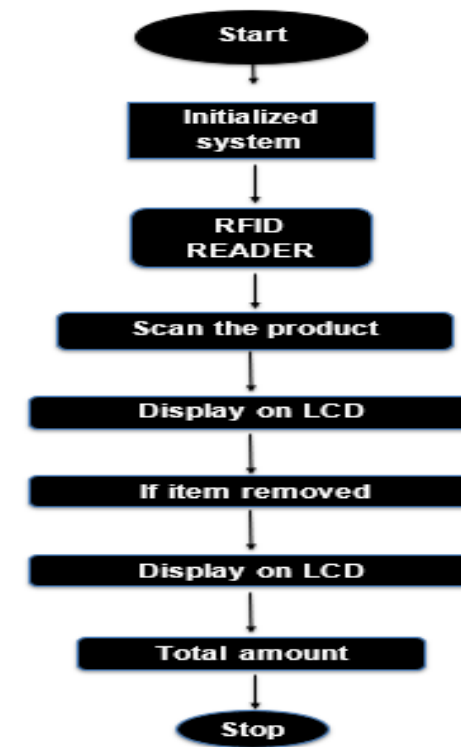 Start
Initialized
system
RFID
READER
Scan the product
Display on LCD
If item removed
Display on LCD
Total amount
Stop